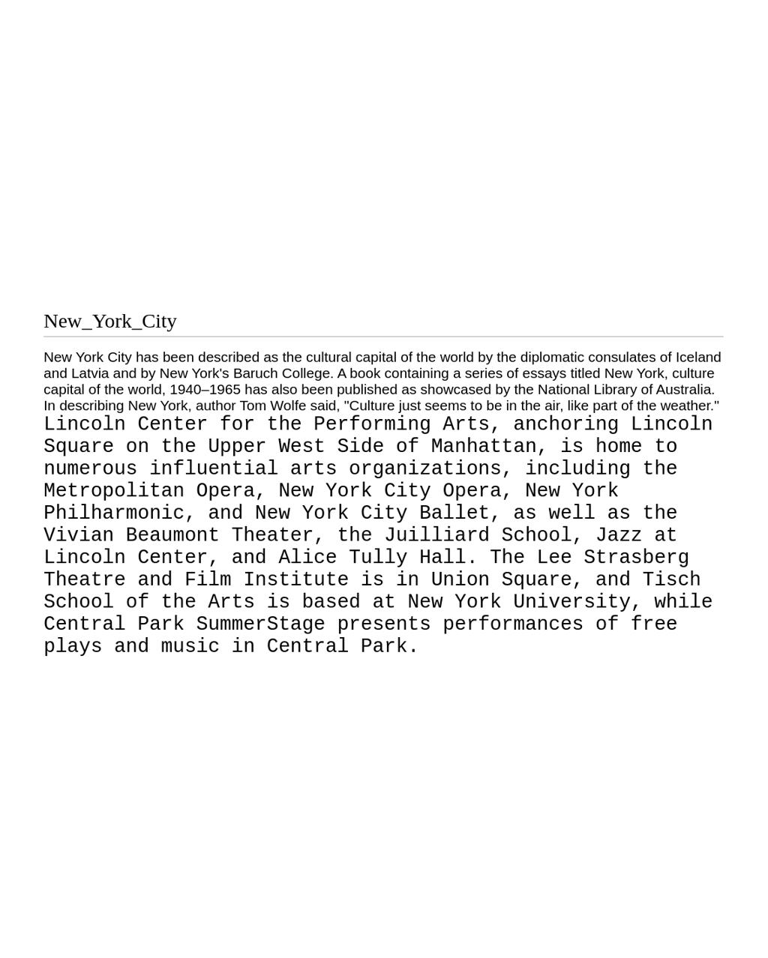 New_York_City
New York City has been described as the cultural capital of the world by the diplomatic consulates of Iceland
and Latvia and by New York's Baruch College. A book containing a series of essays titled New York, culture
capital of the world, 1940–1965 has also been published as showcased by the National Library of Australia.
In describing New York, author Tom Wolfe said, "Culture just seems to be in the air, like part of the weather."
Lincoln Center for the Performing Arts, anchoring Lincoln
Square on the Upper West Side of Manhattan, is home to
numerous influential arts organizations, including the
Metropolitan Opera, New York City Opera, New York
Philharmonic, and New York City Ballet, as well as the
Vivian Beaumont Theater, the Juilliard School, Jazz at
Lincoln Center, and Alice Tully Hall. The Lee Strasberg
Theatre and Film Institute is in Union Square, and Tisch
School of the Arts is based at New York University, while
Central Park SummerStage presents performances of free
plays and music in Central Park.